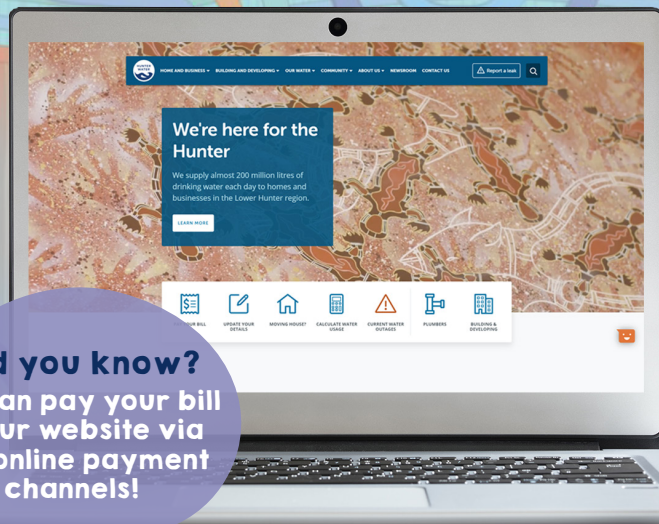 HUNTER WATER
HOME AND BUSINESS BUILDING AND DEVELOPING OUR WATER COMMUNITY ABOUT US NEWSROOM CONTACT US Report a leak
We're here for the
Hunter
We supply almost 200 million litres of
drinking water each day to homes and
businesses in the Lower Hunter region.
LEARN MORE
BILL
UPDATE YOUR DETAILS
MOVING HOUSE?
CALCULATE WATER USAGE
CURRENT WATER OUTAGES
PLUMBERS
BUILDING & DEVELOPING
you know?
an pay your bill
ur website via
online payment
channels!